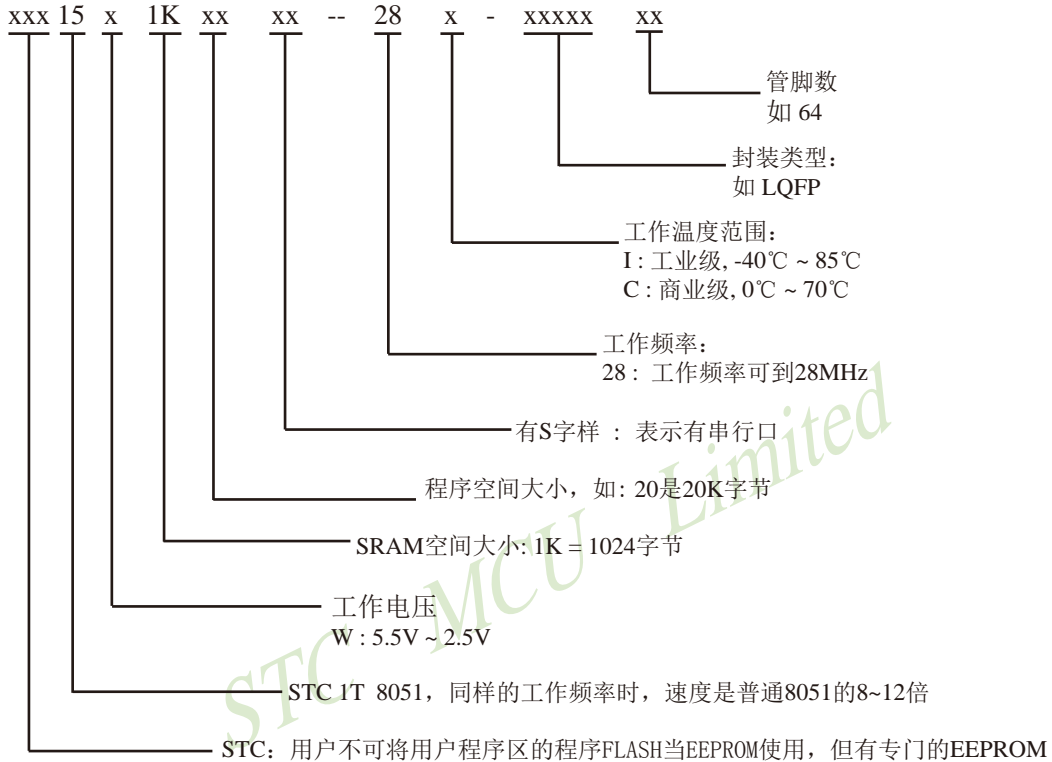 xxx 15 x 1K xx xx -- 28 x - xxxxx xx
管脚数
如 64
封装类型：
如 LQFP
工作温度范围：
I : 工业级, -40℃ ~ 85℃
C : 商业级, 0℃ ~ 70℃
工作频率：
28 : 工作频率可到28MHz
有S字样 : 表示有串行口
程序空间大小，如: 20是20K字节
SRAM空间大小: 1K = 1024字节
工作电压
W : 5.5V ~ 2.5V
STC 1T 8051，同样的工作频率时，速度是普通8051的8~12倍
STC：用户不可将用户程序区的程序FLASH当EEPROM使用，但有专门的EEPROM
STC MCU Limited